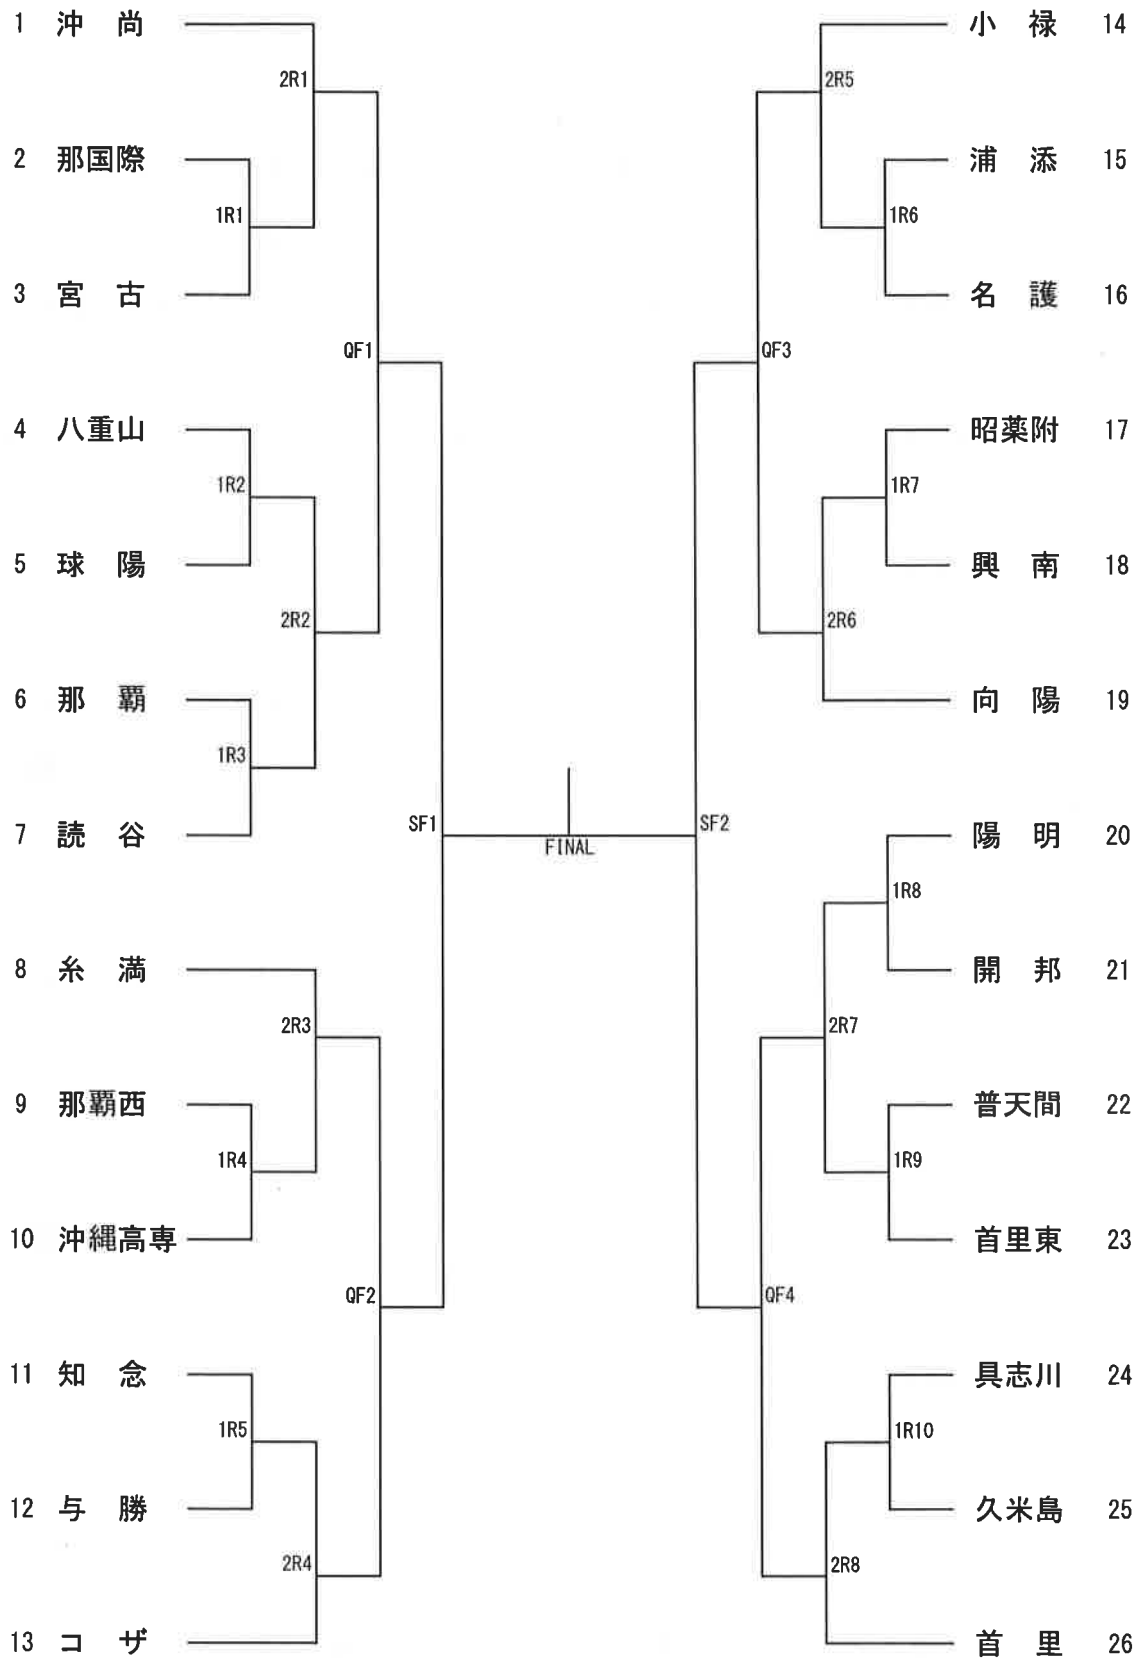 1 沖 尚
2R1
2 那国際
1R1
3 宮 古
QF1
4 八重山
1R2
5 球 陽
2R2
6 那 覇
1R3
7 読 谷
SF1
8 糸 満
2R3
9 那覇西
1R4
10 沖縄高専
QF2
11 知 念
1R5
12 与 勝
2R4
13 コ ザ
FINAL
小 禄 14
2R5
浦 添 15
1R6
名 護 16
QF3
昭薬附 17
1R7
興 南 18
2R6
向 陽 19
SF2
陽 明 20
1R8
開 邦 21
2R7
普天間 22
1R9
首里東 23
QF4
具志川 24
1R10
久米島 25
2R8
首 里 26